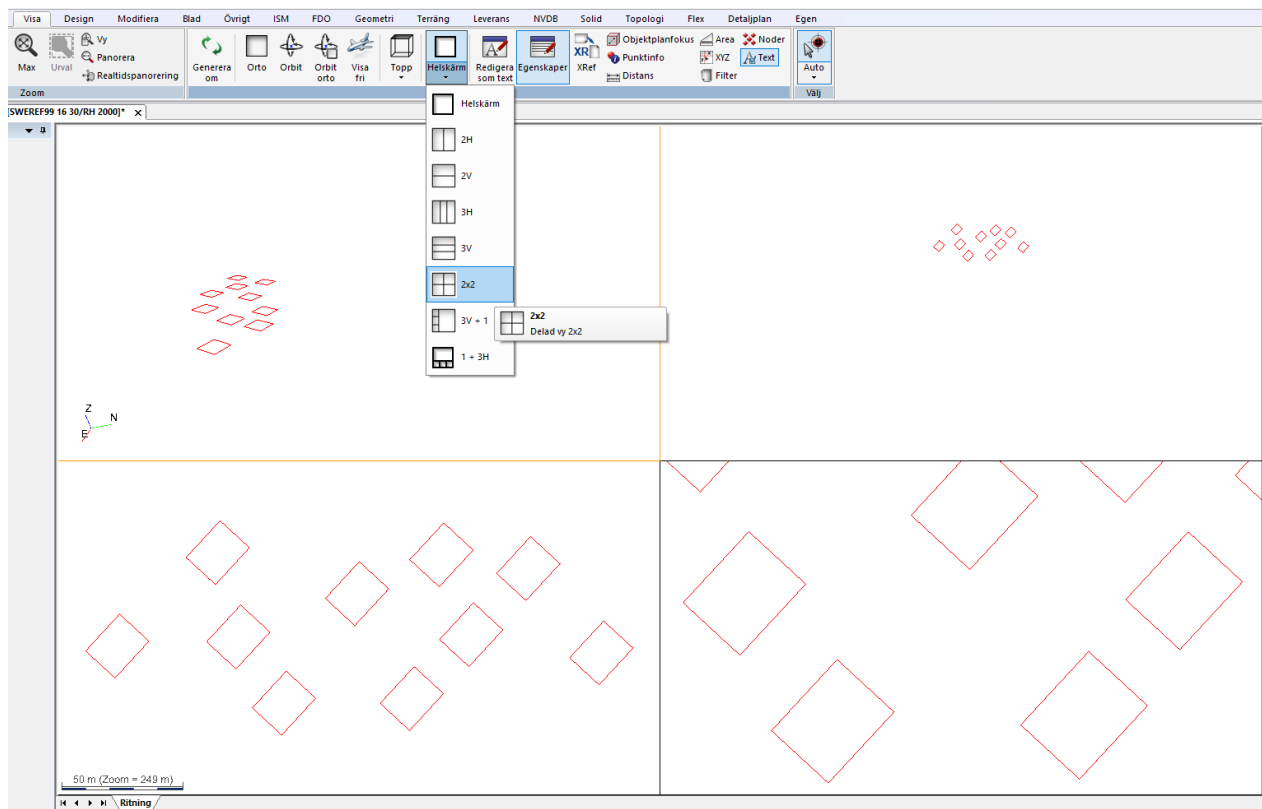 Visa Design Modifiera Blad Övrigt ISM FDO Geometri Terräng Leverans NVDB Solid Topologi Flex Detaljplan Egen
Max
Urval
Vy
Panorera
Realtidspanorering
Zoom
Generera om
Orto
Orbit
Orbit orto
Visa fri
Topp
Helskärm
Redigera som text
Egenskaper
XRef
Objektplanfokus
Punktinfo
Distans
Area
XYZ
Filter
Noder
Text
Auto
Välj
[SWEREF99 16 30/RH 2000]* x
Helskärm
2H
2V
3H
3V
2x2
3V + 1
1 + 3H
2x2
Delad vy 2x2
Z
N
E
50 m (Zoom = 249 m)
Ritning